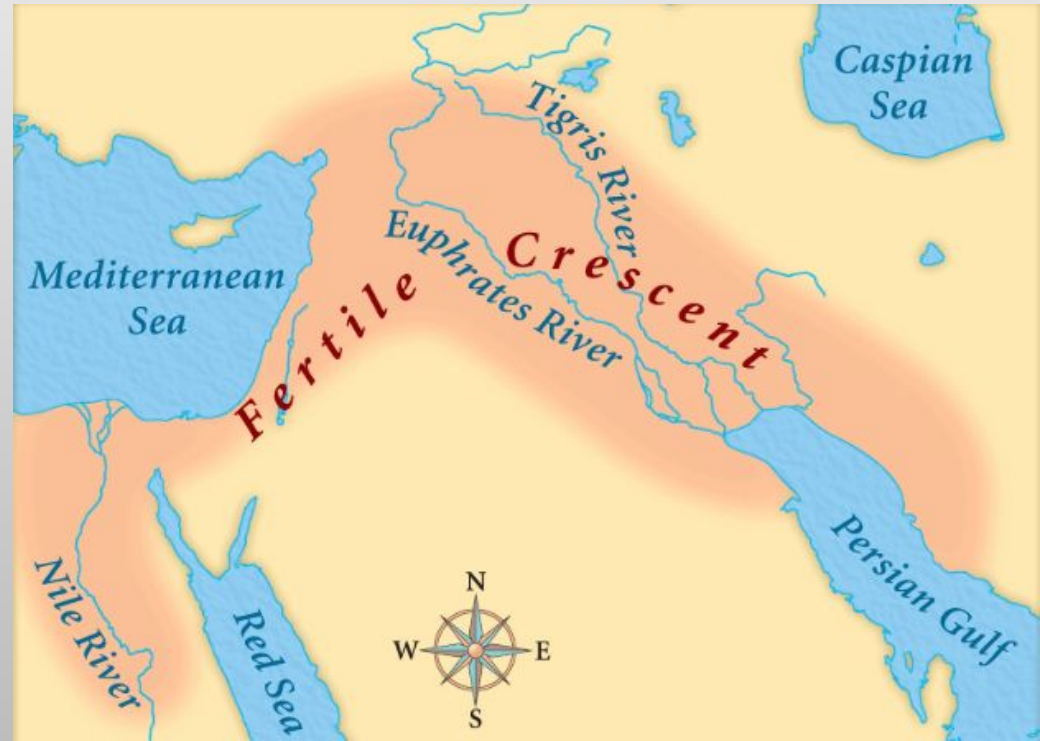 Caspian
Sea
Tigris River
Fertile Crescent
Euphrates River
Mediterranean
Sea
Nile River
Red Sea
Persian Gulf
N
W
E
S